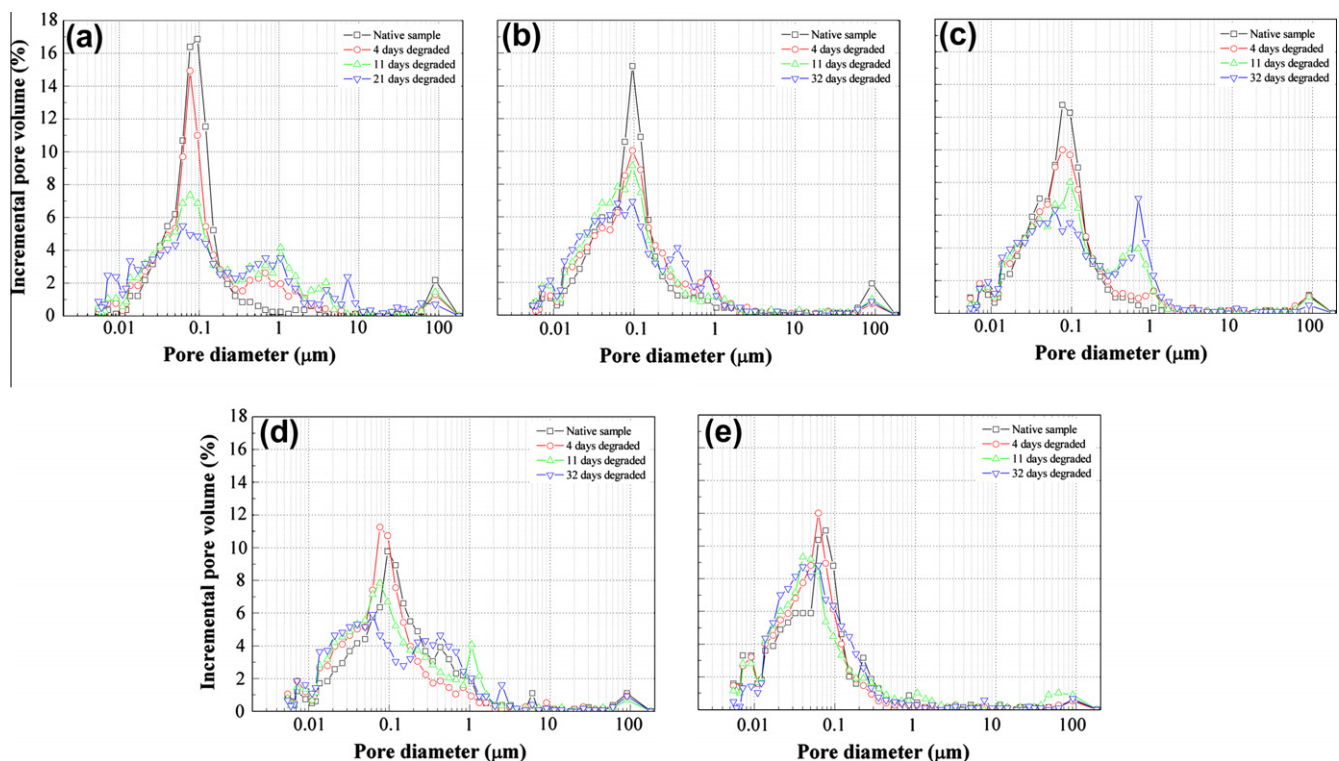 (a)
Native sample
4 days degraded
11 days degraded
21 days degraded
Incremental pore volume (%)
18
16
14
12
10
8
6
4
2
0
0.01 0.1 1 10 100
Pore diameter (μm)
(b)
Native sample
4 days degraded
11 days degraded
32 days degraded
0.01 0.1 1 10 100
Pore diameter (μm)
(c)
Native sample
4 days degraded
11 days degraded
32 days degraded
0.01 0.1 1 10 100
Pore diameter (μm)
(d)
Native sample
4 days degraded
11 days degraded
32 days degraded
Incremental pore volume (%)
18
16
14
12
10
8
6
4
2
0
0.01 0.1 1 10 100
Pore diameter (μm)
(e)
Native sample
4 days degraded
11 days degraded
32 days degraded
0.01 0.1 1 10 100
Pore diameter (μm)